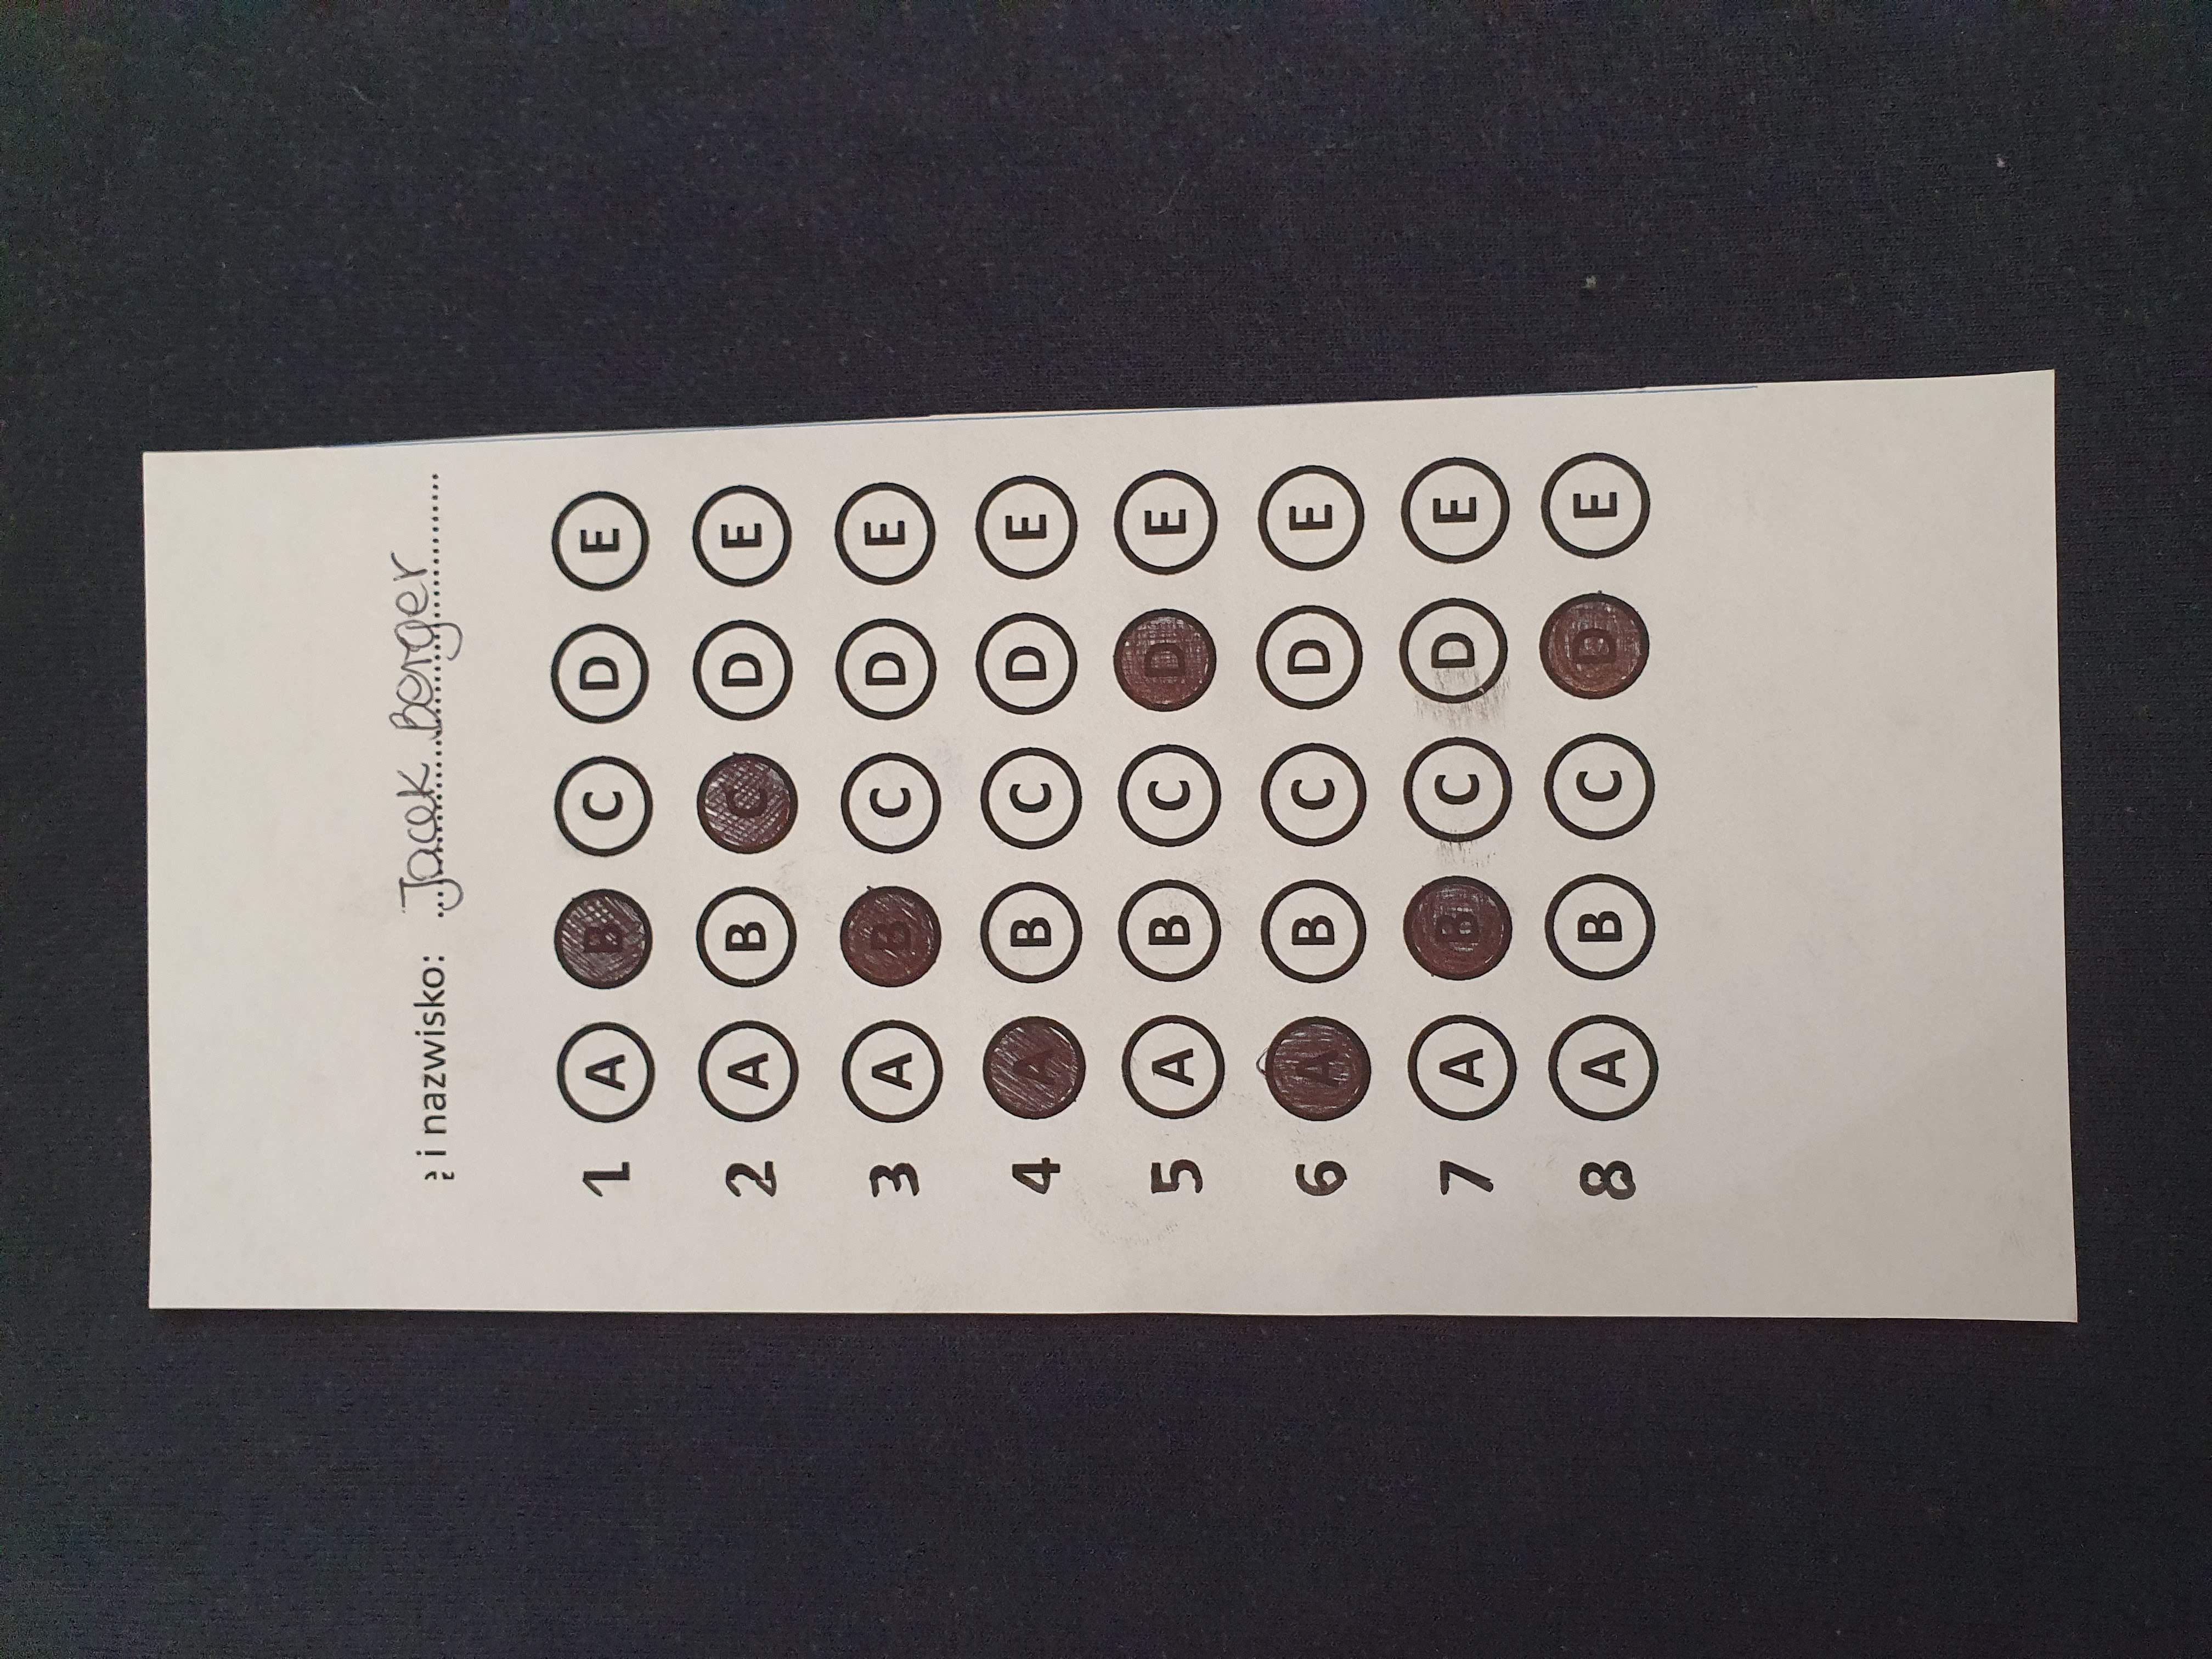 ę i nazwisko: Jacek Berger
1 A B C D E
2 A B C D E
3 A B C D E
4 A B C D E
5 A B C D E
6 A B C D E
7 A B C D E
8 A B C D E